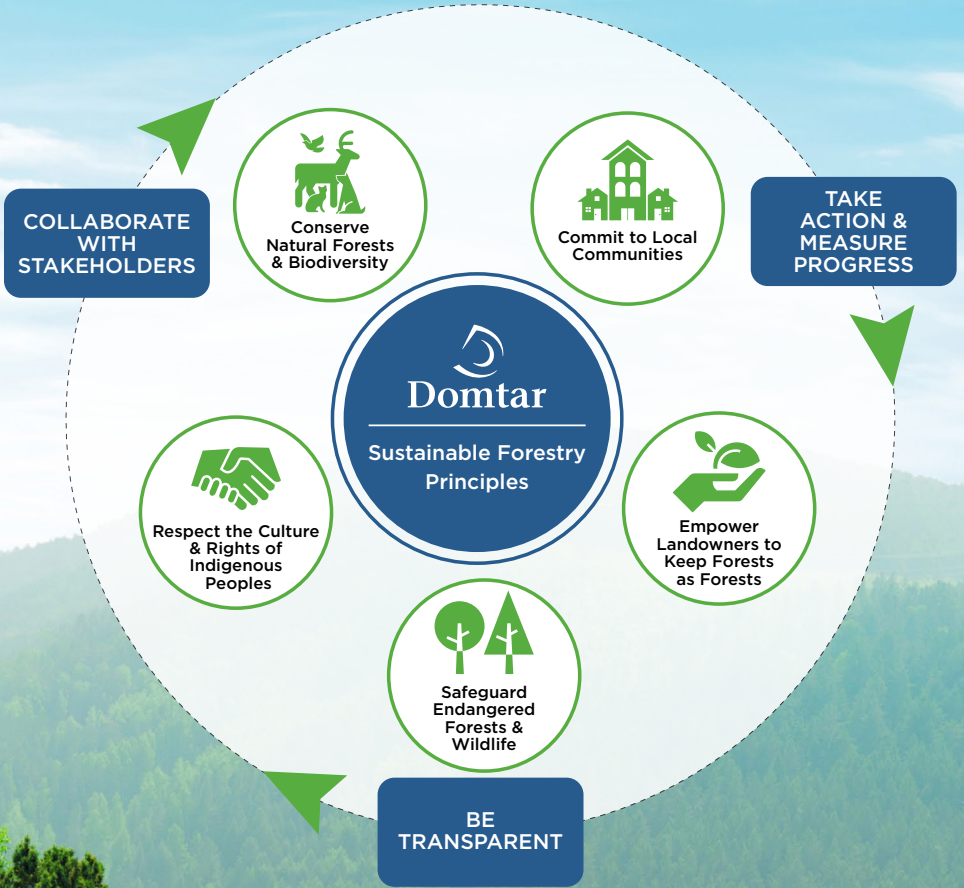 Conserve
Natural Forests
& Biodiversity
Commit to Local
Communities
COLLABORATE
WITH
STAKEHOLDERS
TAKE
ACTION &
MEASURE
PROGRESS
Domtar
Sustainable Forestry
Principles
Respect the Culture
& Rights of
Indigenous
Peoples
Empower
Landowners to
Keep Forests
as Forests
Safeguard
Endangered
Forests &
Wildlife
BE
TRANSPARENT